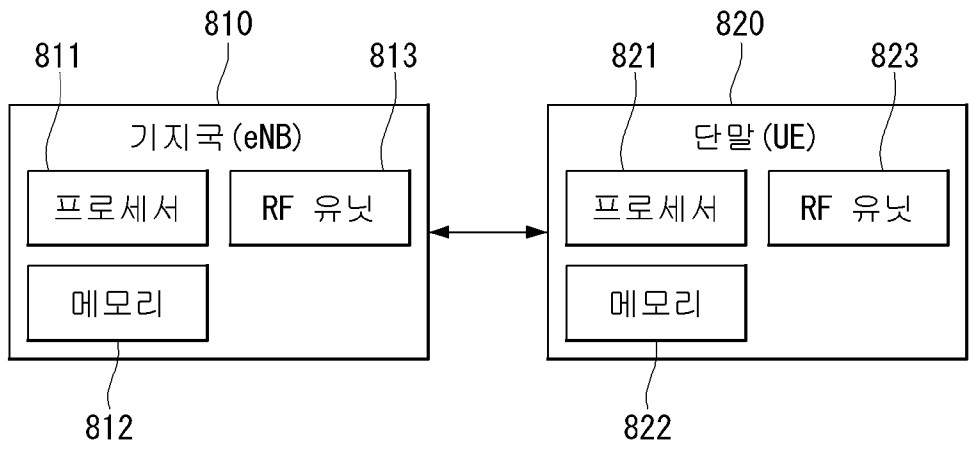 810
820
811
813
821
823
기지국(eNB)
단말(UE)
프로세서
RF 유닛
프로세서
RF 유닛
메모리
메모리
812
822